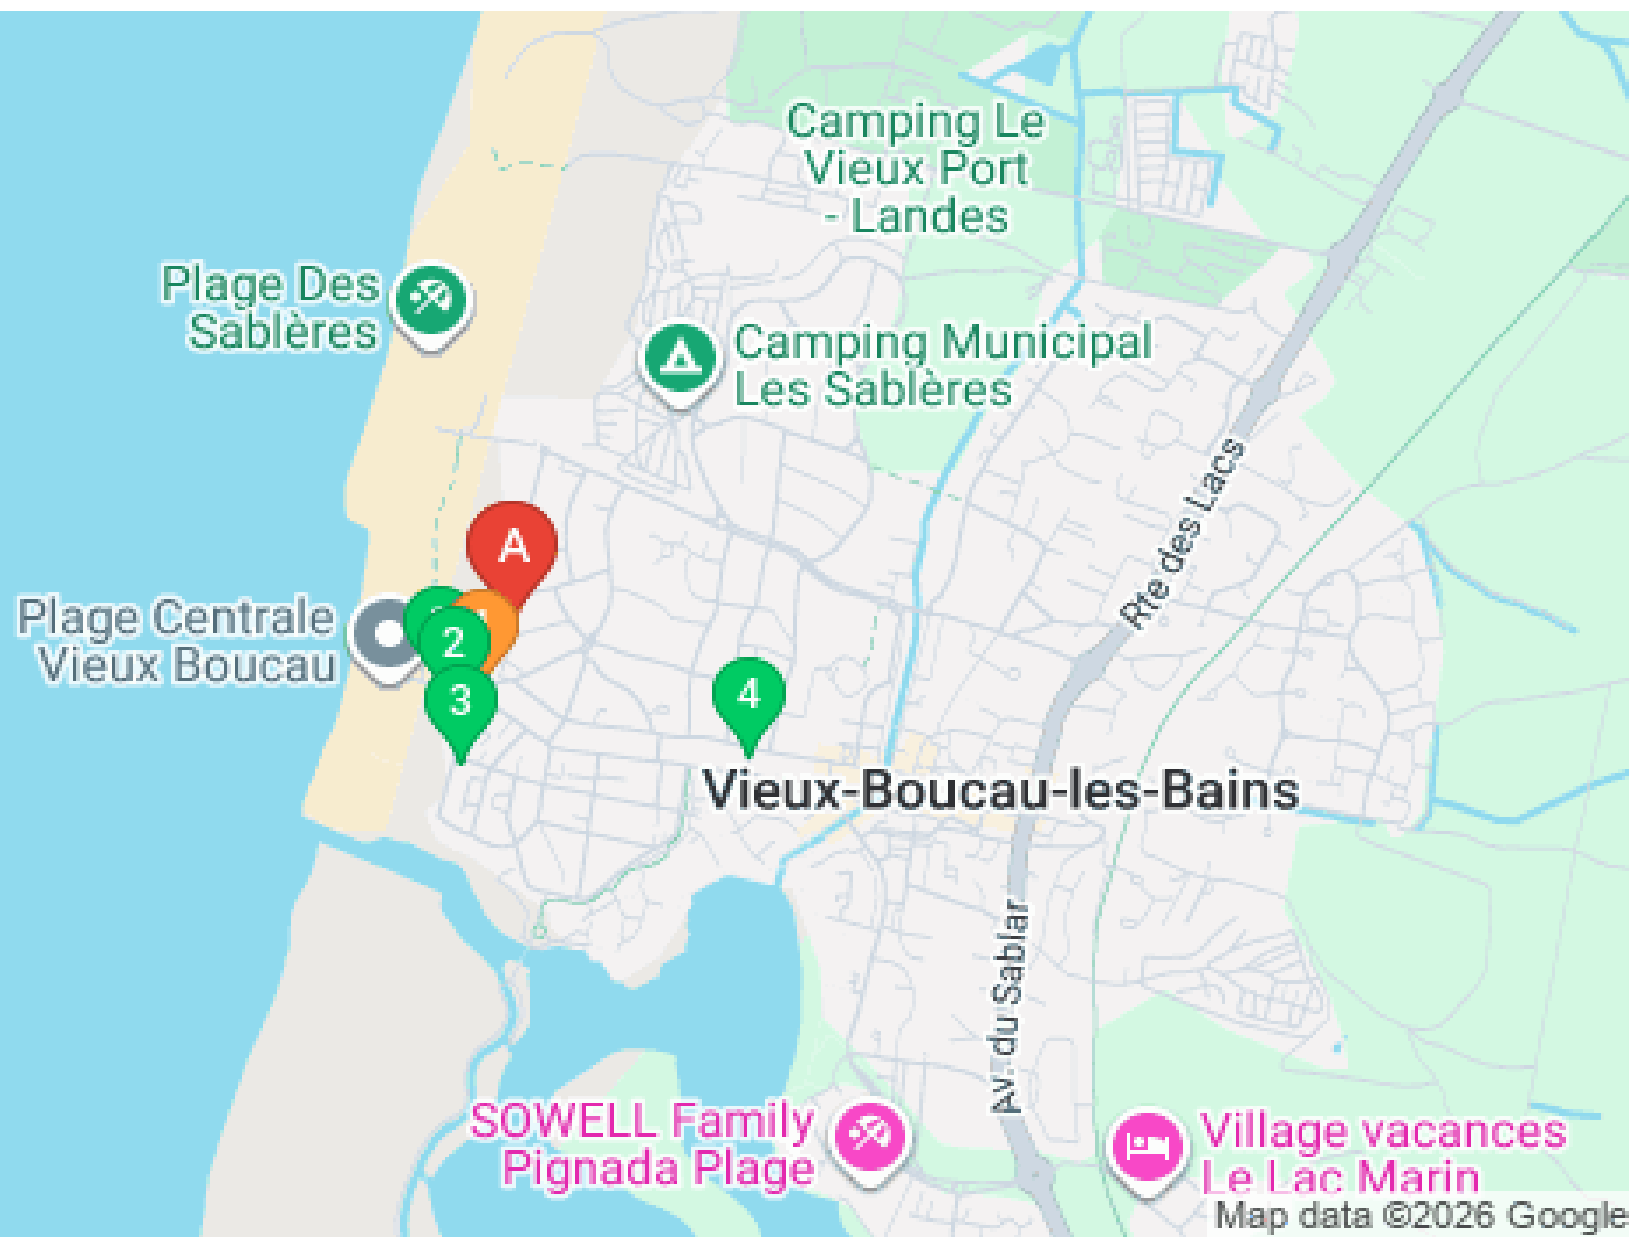 Camping Le
Vieux Port
- Landes
Plage Des
Sablères
Camping Municipal
Les Sablères
Rte des Lacs
A
Plage Centrale
Vieux Boucau
2
3
4
Vieux-Boucau-les-Bains
Av. du Sablar
SOWELL Family
Pignada Plage
Village vacances
Le Lac Marin
Map data ©2026 Google